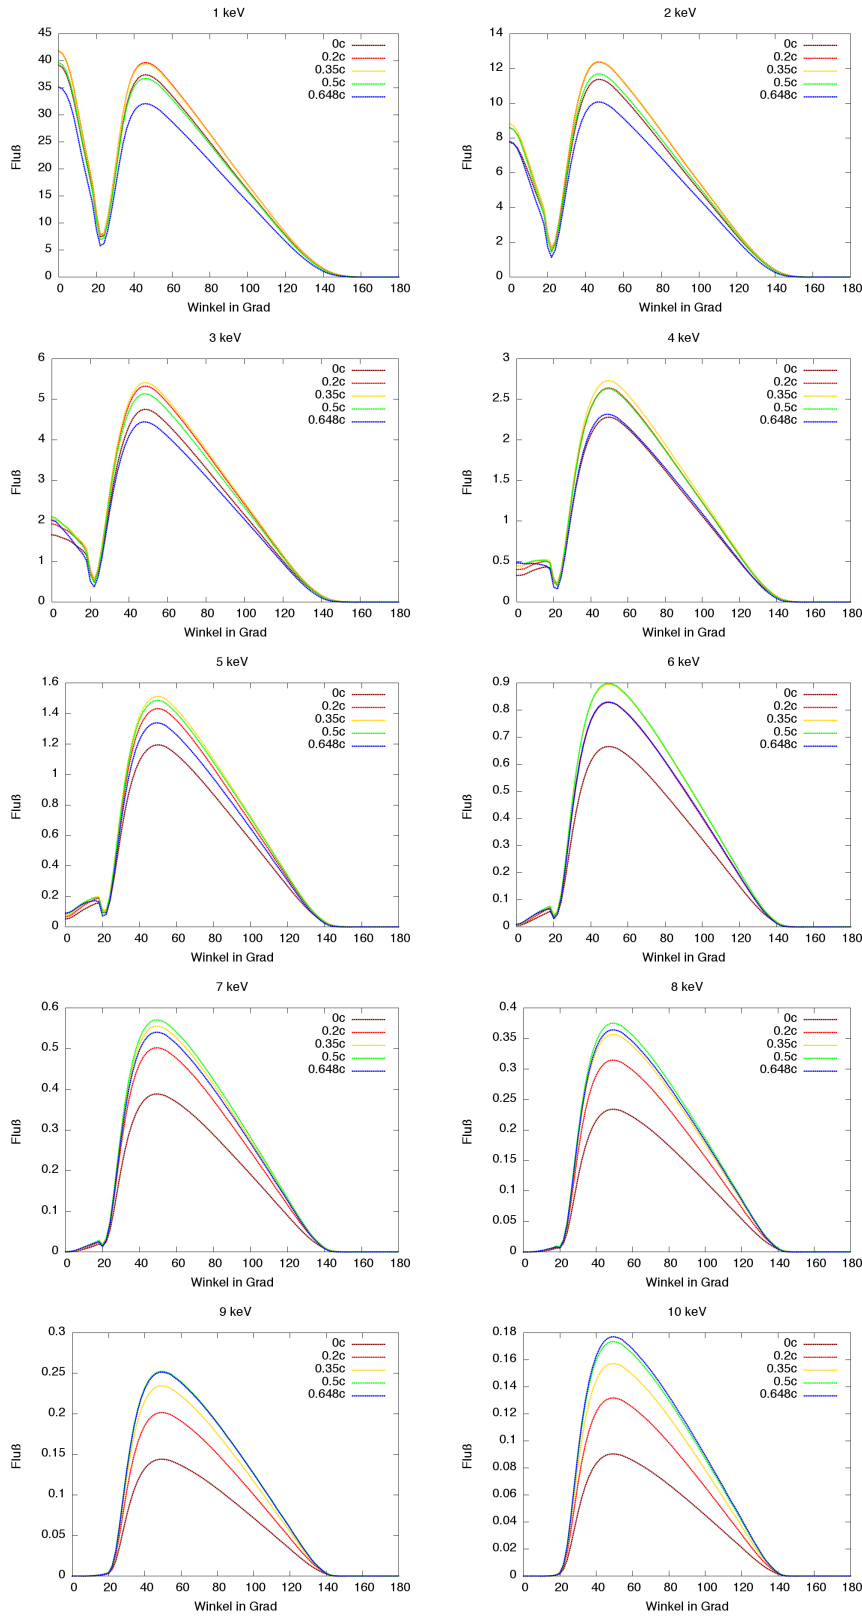 1 keV
45
40
35
30
25
20
15
10
5
0
Fluß
0c
0.2c
0.35c
0.5c
0.648c
0 20 40 60 80 100 120 140 160 180
Winkel in Grad
2 keV
14
12
10
8
6
4
2
0
Fluß
0c
0.2c
0.35c
0.5c
0.648c
0 20 40 60 80 100 120 140 160 180
Winkel in Grad
3 keV
6
5
4
3
2
1
0
Fluß
0c
0.2c
0.35c
0.5c
0.648c
0 20 40 60 80 100 120 140 160 180
Winkel in Grad
4 keV
3
2.5
2
1.5
1
0.5
0
Fluß
0c
0.2c
0.35c
0.5c
0.648c
0 20 40 60 80 100 120 140 160 180
Winkel in Grad
5 keV
1.6
1.4
1.2
1
0.8
0.6
0.4
0.2
0
Fluß
0c
0.2c
0.35c
0.5c
0.648c
0 20 40 60 80 100 120 140 160 180
Winkel in Grad
6 keV
0.9
0.8
0.7
0.6
0.5
0.4
0.3
0.2
0.1
0
Fluß
0c
0.2c
0.35c
0.5c
0.648c
0 20 40 60 80 100 120 140 160 180
Winkel in Grad
7 keV
0.6
0.5
0.4
0.3
0.2
0.1
0
Fluß
0c
0.2c
0.35c
0.5c
0.648c
0 20 40 60 80 100 120 140 160 180
Winkel in Grad
8 keV
0.4
0.35
0.3
0.25
0.2
0.15
0.1
0.05
0
Fluß
0c
0.2c
0.35c
0.5c
0.648c
0 20 40 60 80 100 120 140 160 180
Winkel in Grad
9 keV
0.3
0.25
0.2
0.15
0.1
0.05
0
Fluß
0c
0.2c
0.35c
0.5c
0.648c
0 20 40 60 80 100 120 140 160 180
Winkel in Grad
10 keV
0.18
0.16
0.14
0.12
0.1
0.08
0.06
0.04
0.02
0
Fluß
0c
0.2c
0.35c
0.5c
0.648c
0 20 40 60 80 100 120 140 160 180
Winkel in Grad